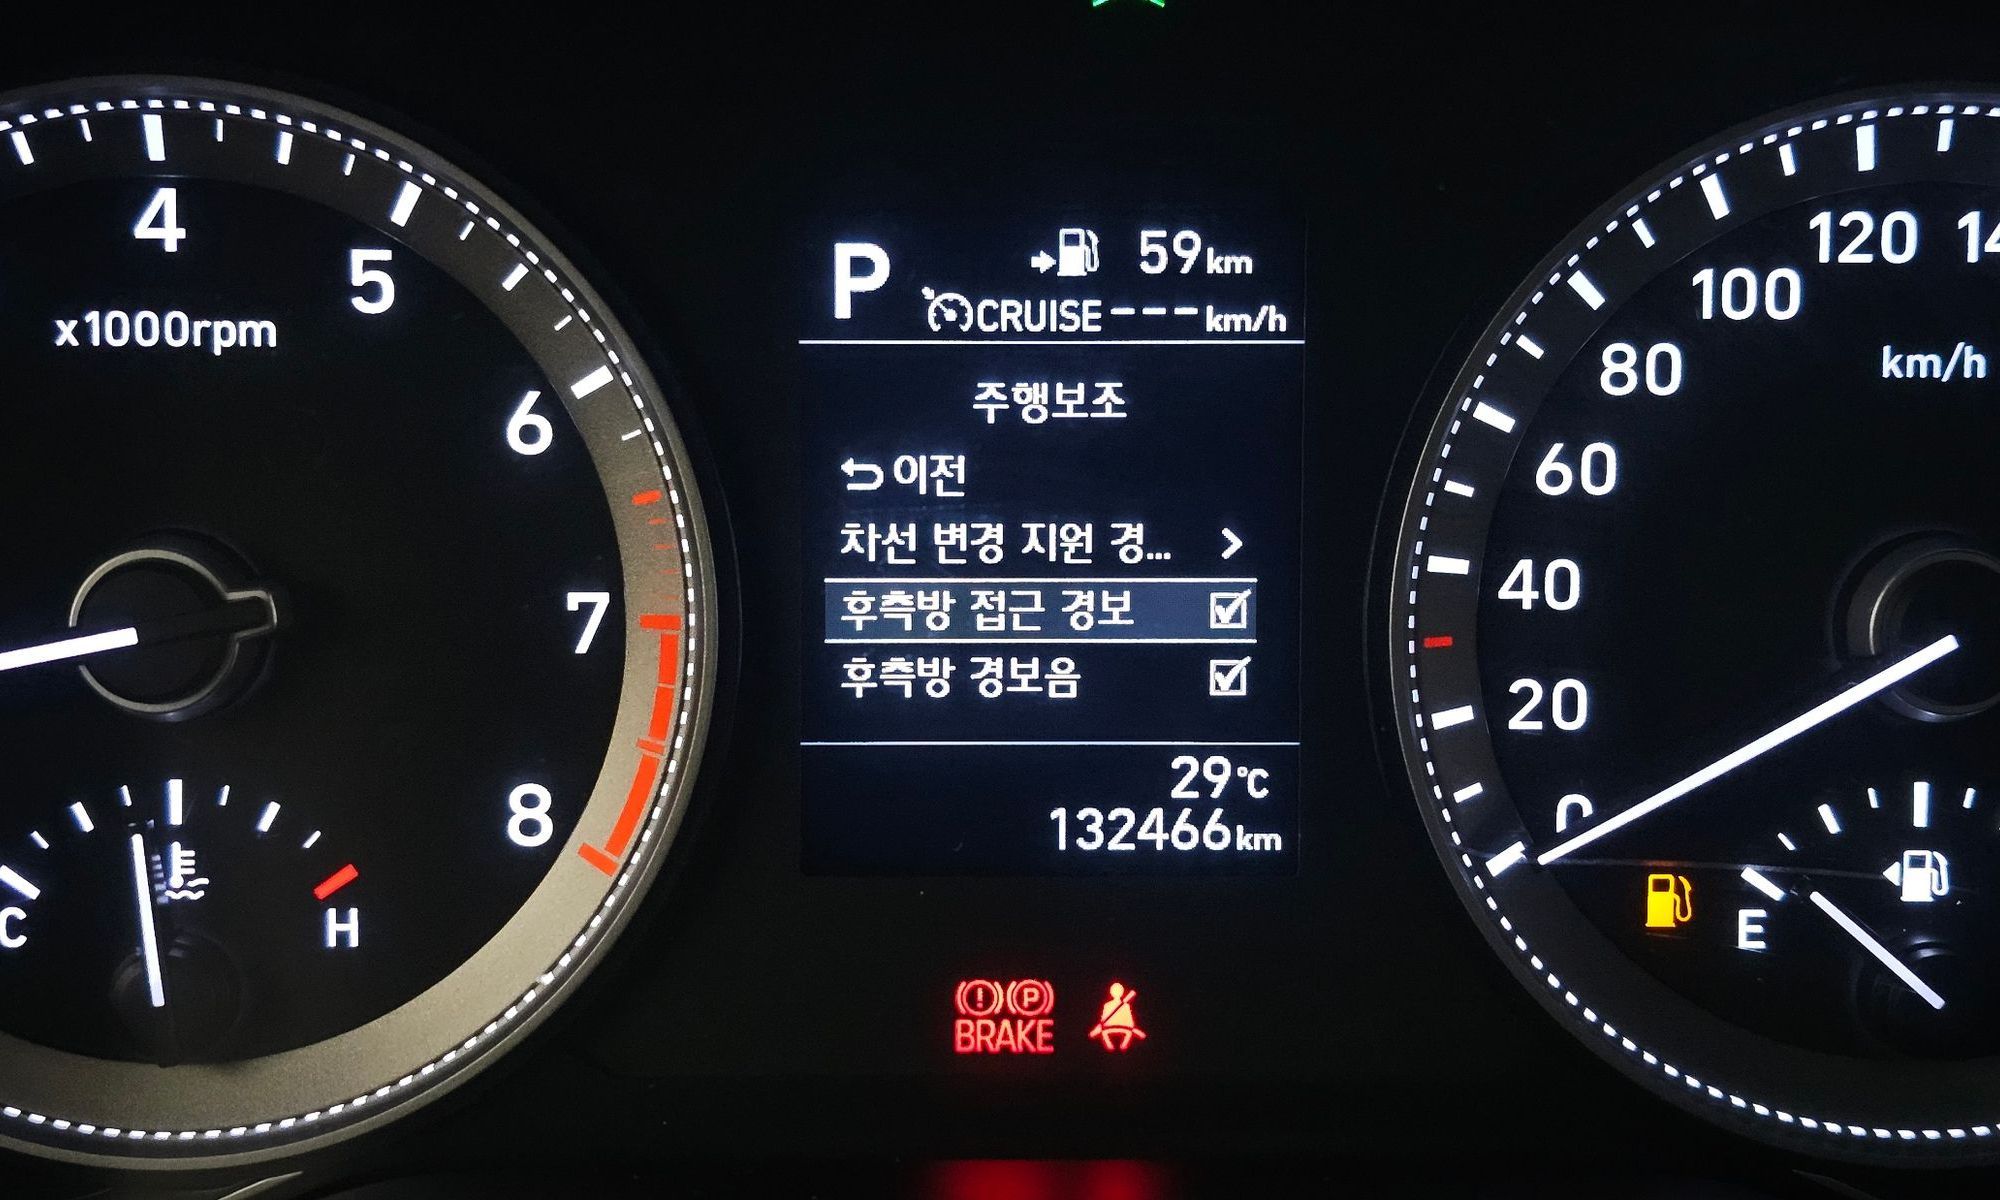 4
5
x1000rpm
6
7
8
C
H
P
59km
CRUISE---km/h
주행보조
이전
차선 변경 지원 경...
후측방 접근 경보
후측방 경보음
29℃
132466km
(!)(P)
BRAKE
120
100
80
km/h
60
40
20
0
E